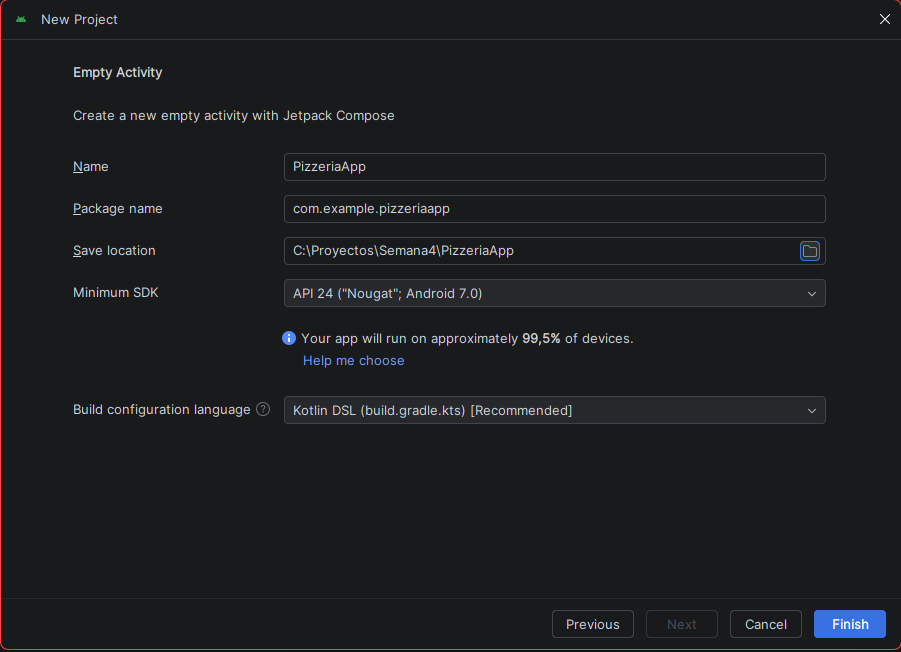 New Project
Empty Activity
Create a new empty activity with Jetpack Compose
Name PizzeriaApp
Package name com.example.pizzeriaapp
Save location C:\Proyectos\Semana4\PizzeriaApp
Minimum SDK API 24 ("Nougat"; Android 7.0)
Your app will run on approximately 99,5% of devices.
Help me choose
Build configuration language ? Kotlin DSL (build.gradle.kts) [Recommended]
Previous Next Cancel Finish